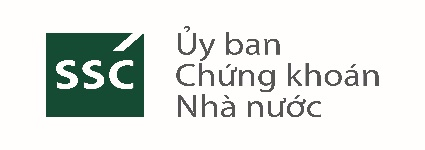 ssc
Ủy ban
Chứng khoán
Nhà nước